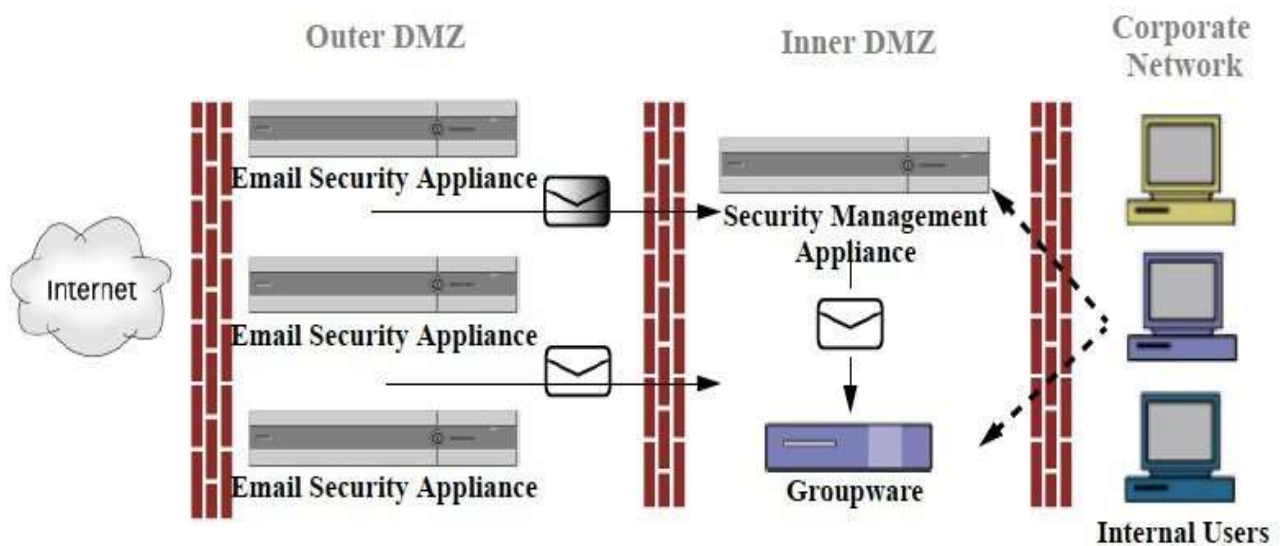 Outer DMZ
Inner DMZ
Corporate
Network
Email Security Appliance
Security Management
Appliance
Internet
Email Security Appliance
Email Security Appliance
Groupware
Internal Users